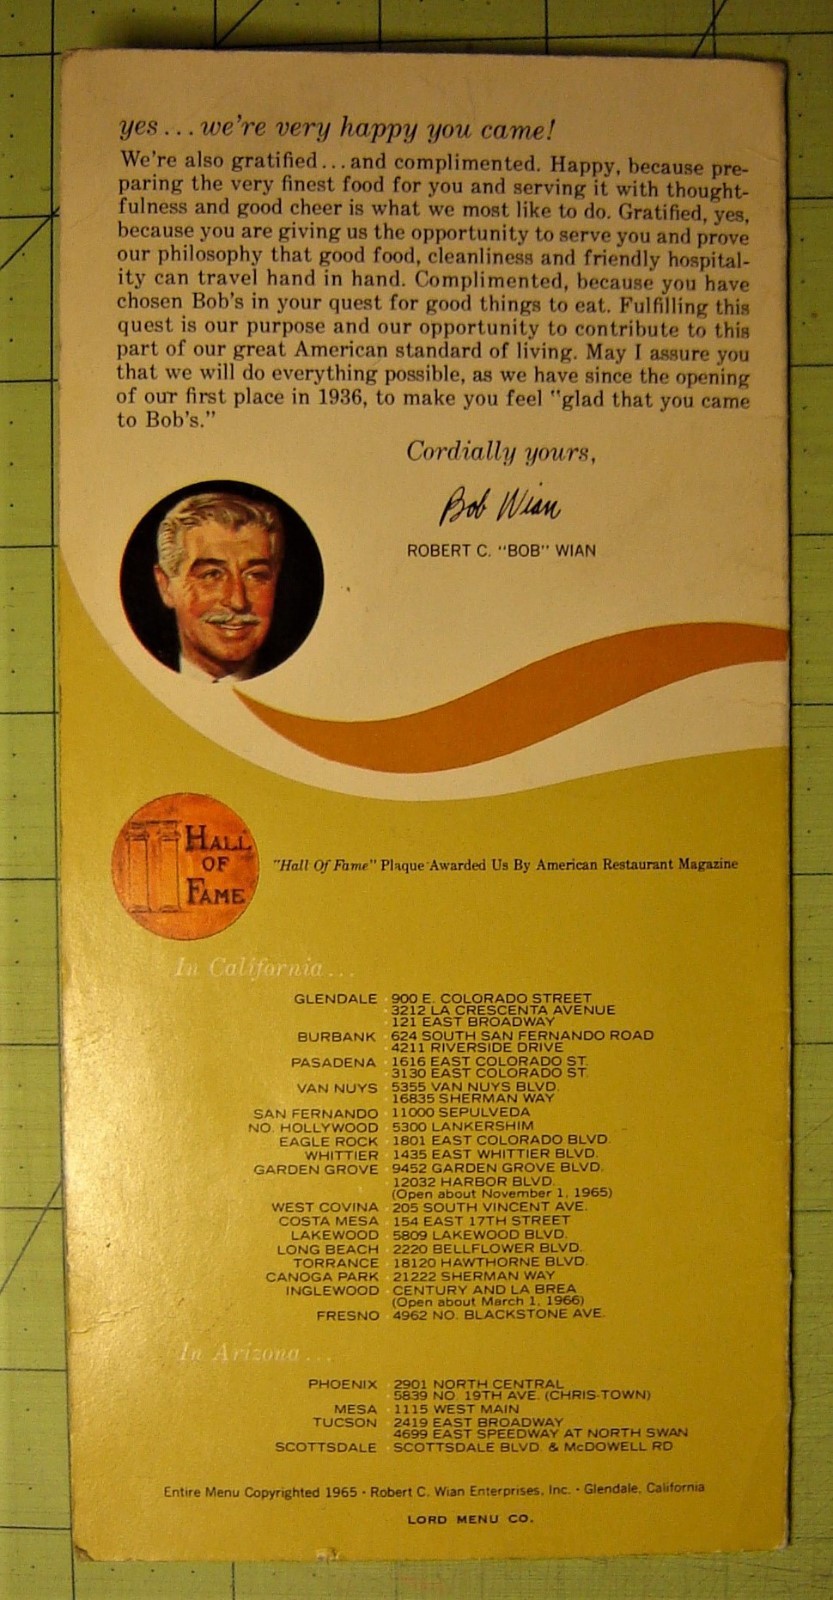 yes...we're very happy you came!
We're also gratified...and complimented. Happy, because pre-
paring the very finest food for you and serving it with thought-
fulness and good cheer is what we most like to do. Gratified, yes,
because you are giving us the opportunity to serve you and prove
our philosophy that good food, cleanliness and friendly hospital-
ity can travel hand in hand. Complimented, because you have
chosen Bob's in your quest for good things to eat. Fulfilling this
quest is our purpose and our opportunity to contribute to this
part of our great American standard of living. May I assure you
that we will do everything possible, as we have since the opening
of our first place in 1936, to make you feel "glad that you came
to Bob's."
Cordially yours,
Bob Wian
ROBERT C. "BOB" WIAN
HALL
OF
FAME
"Hall Of Fame" Plaque Awarded Us By American Restaurant Magazine
In California...
GLENDALE · 900 E. COLORADO STREET
· 3212 LA CRESCENTA AVENUE
· 121 EAST BROADWAY
BURBANK · 624 SOUTH SAN FERNANDO ROAD
· 4211 RIVERSIDE DRIVE
PASADENA · 1616 EAST COLORADO ST.
· 3130 EAST COLORADO ST.
VAN NUYS · 5355 VAN NUYS BLVD.
· 16835 SHERMAN WAY
SAN FERNANDO · 11000 SEPULVEDA
NO. HOLLYWOOD · 5300 LANKERSHIM
EAGLE ROCK · 1801 EAST COLORADO BLVD.
WHITTIER · 1435 EAST WHITTIER BLVD.
GARDEN GROVE · 9452 GARDEN GROVE BLVD.
· 12032 HARBOR BLVD.
(Open about November 1, 1965)
WEST COVINA · 205 SOUTH VINCENT AVE.
COSTA MESA · 154 EAST 17TH STREET
LAKEWOOD · 5809 LAKEWOOD BLVD.
LONG BEACH · 2220 BELLFLOWER BLVD.
TORRANCE · 18120 HAWTHORNE BLVD.
CANOGA PARK · 21222 SHERMAN WAY
INGLEWOOD · CENTURY AND LA BREA
(Open about March 1, 1966)
FRESNO · 4962 NO. BLACKSTONE AVE.
In Arizona...
PHOENIX · 2901 NORTH CENTRAL
· 5839 NO. 19TH AVE. (CHRIS-TOWN)
MESA · 1115 WEST MAIN
TUCSON · 2419 EAST BROADWAY
· 4699 EAST SPEEDWAY AT NORTH SWAN
SCOTTSDALE · SCOTTSDALE BLVD. & McDOWELL RD
Entire Menu Copyrighted 1965 · Robert C. Wian Enterprises, Inc. · Glendale, California
LORD MENU CO.